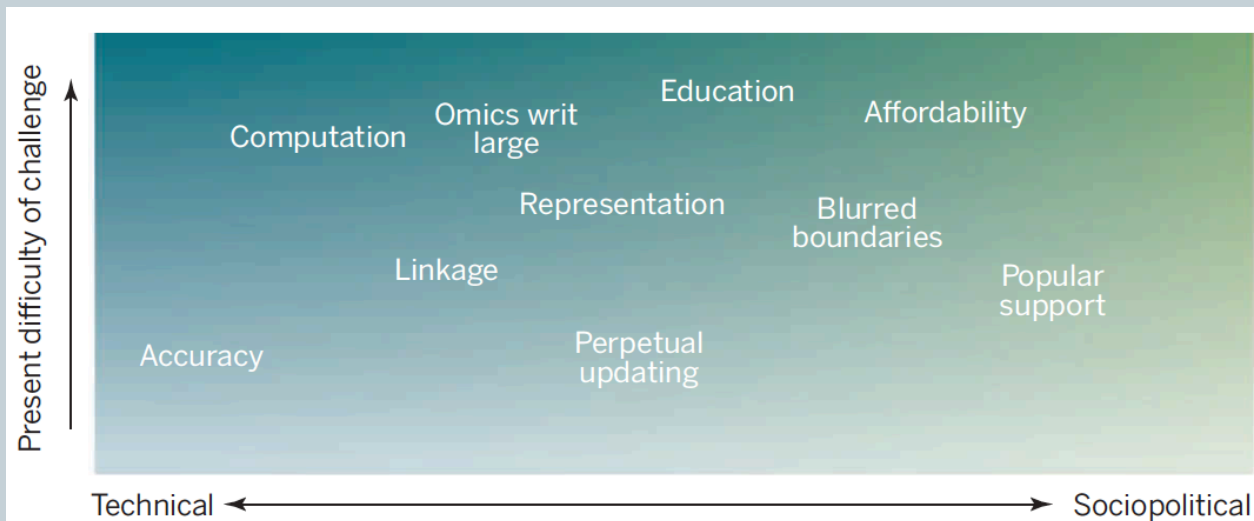 Present difficulty of challenge
Education
Omics writ
large
Affordability
Computation
Representation
Blurred
boundaries
Linkage
Popular
support
Accuracy
Perpetual
updating
Technical
Sociopolitical